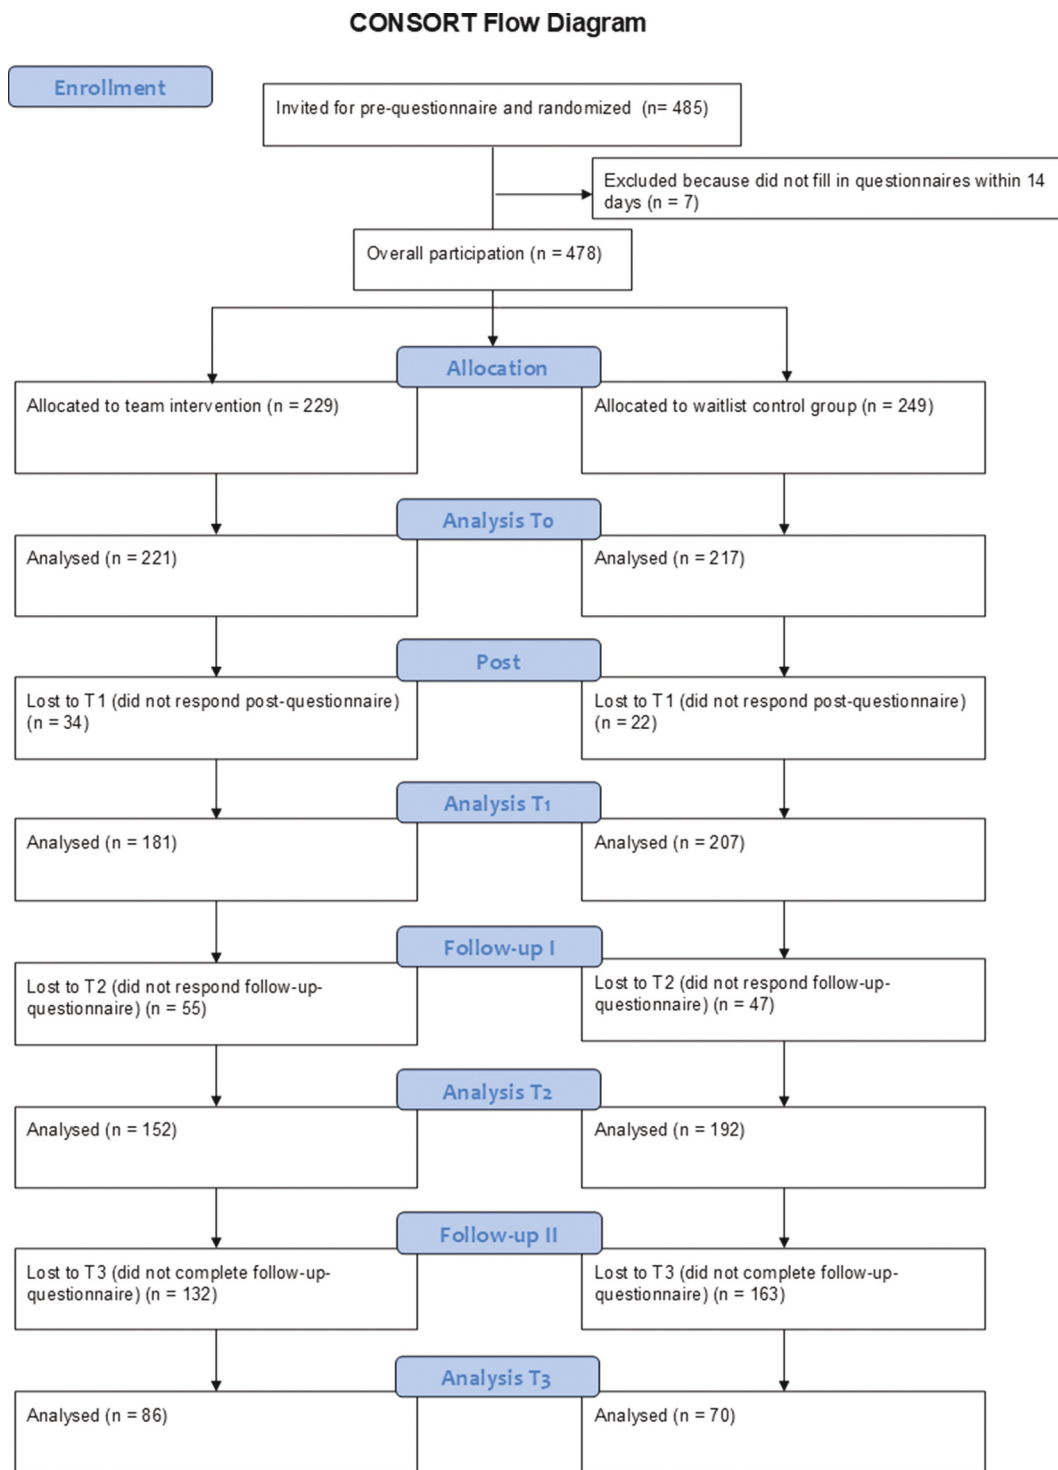 CONSORT Flow Diagram
Enrollment
Invited for pre-questionnaire and randomized (n= 485)
Excluded because did not fill in questionnaires within 14
days (n = 7)
Overall participation (n = 478)
Allocation
Allocated to team intervention (n = 229)
Allocated to waitlist control group (n = 249)
Analysis T0
Analysed (n = 221)
Analysed (n = 217)
Post
Lost to T1 (did not respond post-questionnaire)
(n = 34)
Lost to T1 (did not respond post-questionnaire)
(n = 22)
Analysis T1
Analysed (n = 181)
Analysed (n = 207)
Follow-up I
Lost to T2 (did not respond follow-up-
questionnaire) (n = 55)
Lost to T2 (did not respond follow-up-
questionnaire) (n = 47)
Analysis T2
Analysed (n = 152)
Analysed (n = 192)
Follow-up II
Lost to T3 (did not complete follow-up-
questionnaire) (n = 132)
Lost to T3 (did not complete follow-up-
questionnaire) (n = 163)
Analysis T3
Analysed (n = 86)
Analysed (n = 70)